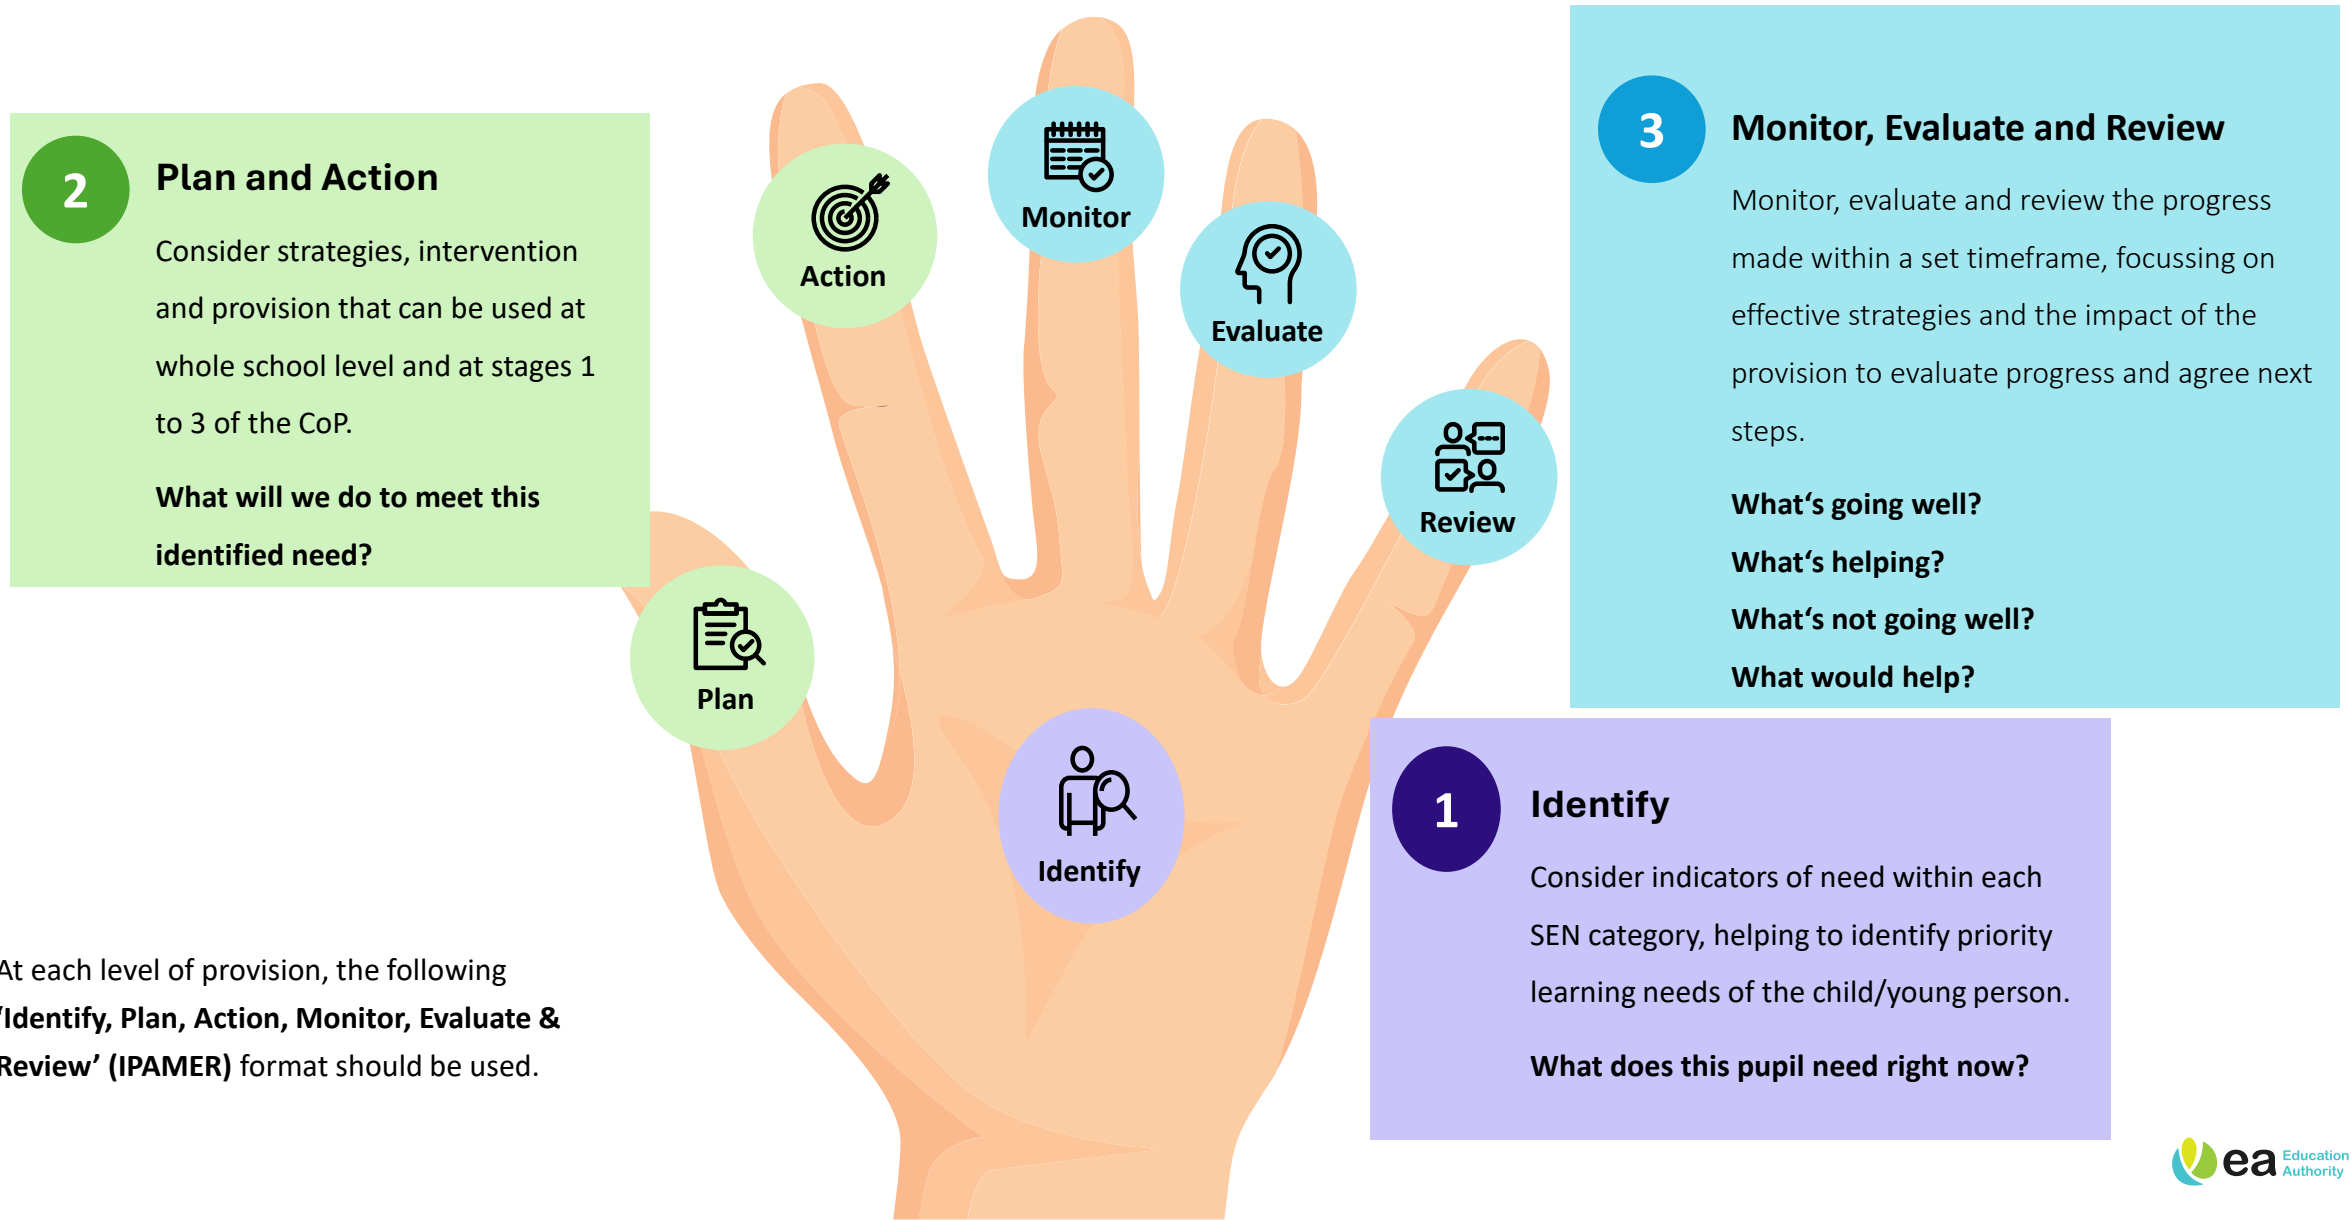 2
Plan and Action
Consider strategies, intervention
and provision that can be used at
whole school level and at stages 1
to 3 of the CoP.
What will we do to meet this
identified need?
Action
Monitor
Evaluate
Review
Plan
Identify
3
Monitor, Evaluate and Review
Monitor, evaluate and review the progress
made within a set timeframe, focussing on
effective strategies and the impact of the
provision to evaluate progress and agree next
steps.
What‘s going well?
What‘s helping?
What‘s not going well?
What would help?
1
Identify
Consider indicators of need within each
SEN category, helping to identify priority
learning needs of the child/young person.
What does this pupil need right now?
At each level of provision, the following
‘Identify, Plan, Action, Monitor, Evaluate &
Review’ (IPAMER) format should be used.
ea Education
Authority